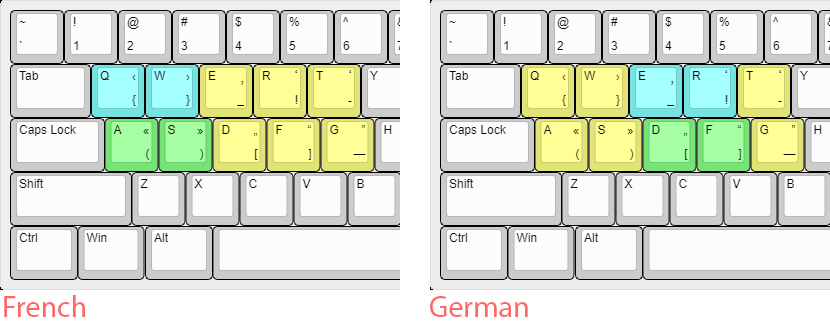 ~ ! @ # $ % ^ &
` 1 2 3 4 5 6 7
Tab Q ‹ W › E ‚ R ‘ T ‘ Y
{ } _ ! -
Caps Lock A « S » D „ F “ G “ H
( ) [ ] —
Shift Z X C V B
Ctrl Win Alt
French
~ ! @ # $ % ^ &
` 1 2 3 4 5 6 7
Tab Q ‹ W › E ‚ R ‘ T ‘ Y
{ } _ ! -
Caps Lock A « S » D „ F “ G “ H
( ) [ ] —
Shift Z X C V B
Ctrl Win Alt
German